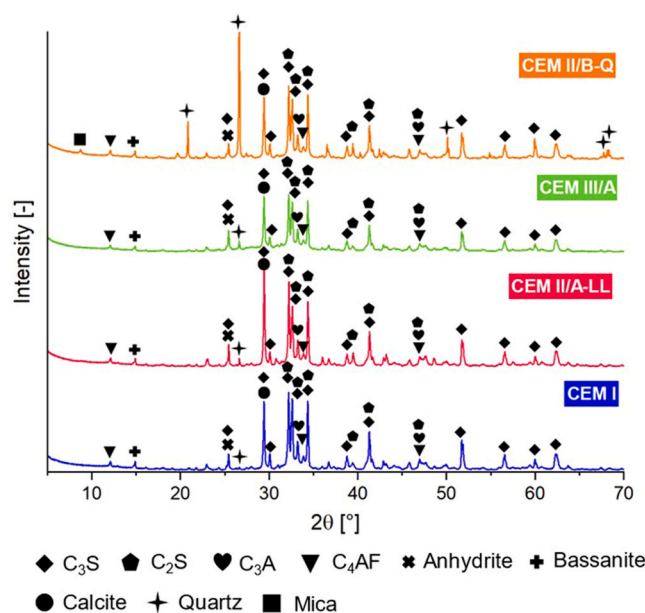 CEM II/B-Q
CEM III/A
CEM II/A-LL
CEM I
Intensity [-]
10 20 30 40 50 60 70
2θ [°]
C₃S C₂S C₃A C₄AF Anhydrite Bassanite
Calcite Quartz Mica